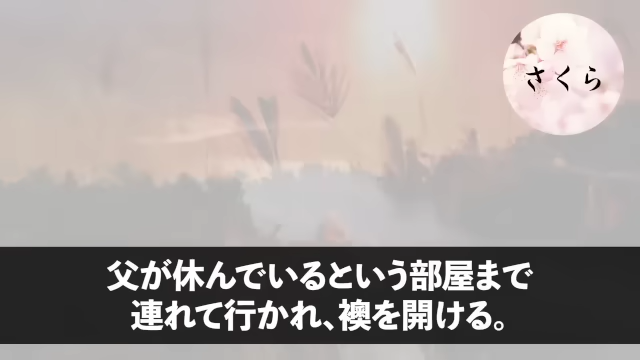 さくら
父が休んでいるという部屋まで
連れて行かれ、襖を開ける。